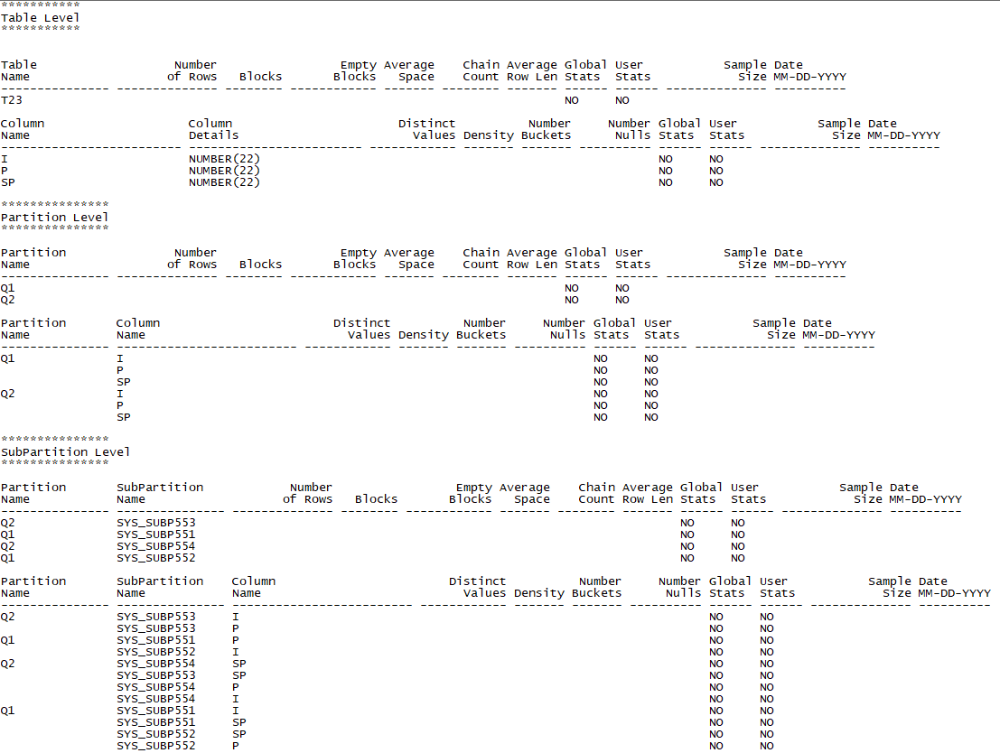 ***********
Table Level
***********
Table                   Number                 Empty Average    Chain Average Global User           Sample Date
Name                   of Rows   Blocks       Blocks   Space    Count Row Len Stats  Stats            Size MM-DD-YYYY
--------------- -------------- -------- ------------ ------- -------- ------- ------ ------ -------------- ----------
T23                                                                           NO     NO
Column                    Column                       Distinct          Number     Number Global User             Sample Date
Name                      Details                        Values Density Buckets      Nulls Stats  Stats              Size MM-DD-YYYY
------------------------- ------------------------ ------------ ------- ------- ---------- ------ ------ -------------- ----------
I                         NUMBER(22)                                                       NO     NO
P                         NUMBER(22)                                                       NO     NO
SP                        NUMBER(22)                                                       NO     NO
***************
Partition Level
***************
Partition               Number                 Empty Average    Chain Average Global User           Sample Date
Name                   of Rows   Blocks       Blocks   Space    Count Row Len Stats  Stats            Size MM-DD-YYYY
--------------- -------------- -------- ------------ ------- -------- ------- ------ ------ -------------- ----------
Q1                                                                            NO     NO
Q2                                                                            NO     NO
Partition       Column                        Distinct          Number     Number Global User           Sample Date
Name            Name                            Values Density Buckets      Nulls Stats  Stats            Size MM-DD-YYYY
--------------- ------------------------- ------------ ------- ------- ---------- ------ ------ -------------- ----------
Q1              I                                                                 NO     NO
                P                                                                 NO     NO
                SP                                                                NO     NO
Q2              I                                                                 NO     NO
                P                                                                 NO     NO
                SP                                                                NO     NO
***************
SubPartition Level
***************
Partition       SubPartition            Number                 Empty Average    Chain Average Global User           Sample Date
Name            Name                   of Rows   Blocks       Blocks   Space    Count Row Len Stats  Stats            Size MM-DD-YYYY
--------------- --------------- -------------- -------- ------------ ------- -------- ------- ------ ------ -------------- ----------
Q2              SYS_SUBP553                                                                   NO     NO
Q1              SYS_SUBP551                                                                   NO     NO
Q2              SYS_SUBP554                                                                   NO     NO
Q1              SYS_SUBP552                                                                   NO     NO
Partition       SubPartition    Column                        Distinct          Number     Number Global User           Sample Date
Name            Name            Name                            Values Density Buckets      Nulls Stats  Stats            Size MM-DD-YYYY
--------------- --------------- ------------------------- ------------ ------- ------- ---------- ------ ------ -------------- ----------
Q2              SYS_SUBP553     I                                                                 NO     NO
                SYS_SUBP553     P                                                                 NO     NO
Q1              SYS_SUBP551     P                                                                 NO     NO
                SYS_SUBP552     I                                                                 NO     NO
Q2              SYS_SUBP554     SP                                                                NO     NO
                SYS_SUBP553     SP                                                                NO     NO
                SYS_SUBP554     P                                                                 NO     NO
                SYS_SUBP554     I                                                                 NO     NO
Q1              SYS_SUBP551     I                                                                 NO     NO
                SYS_SUBP551     SP                                                                NO     NO
                SYS_SUBP552     SP                                                                NO     NO
                SYS_SUBP552     P                                                                 NO     NO